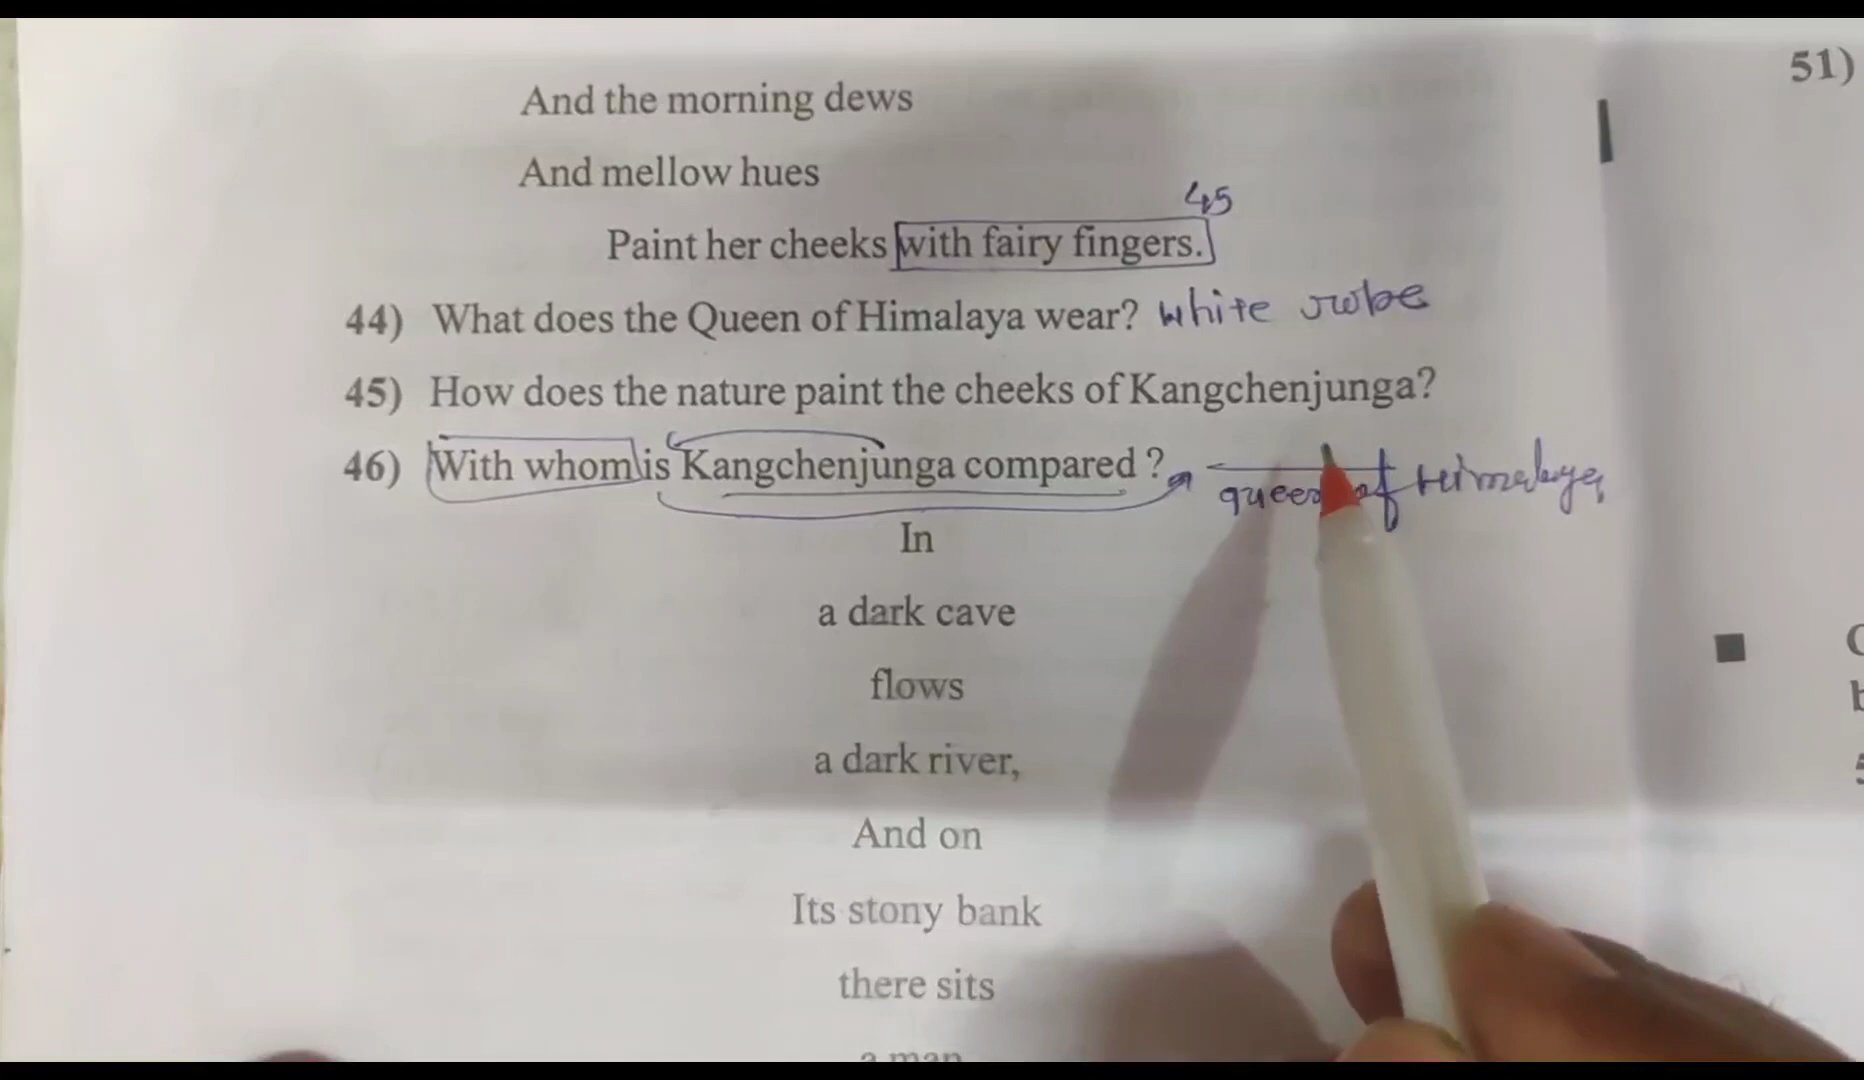 51)
And the morning dews
And mellow hues
45
Paint her cheeks with fairy fingers.
44) What does the Queen of Himalaya wear? white robe
45) How does the nature paint the cheeks of Kangchenjunga?
46) With whom is Kangchenjunga compared ? queen of Himalaya
In
a dark cave
flows
a dark river,
And on
Its stony bank
there sits
a man